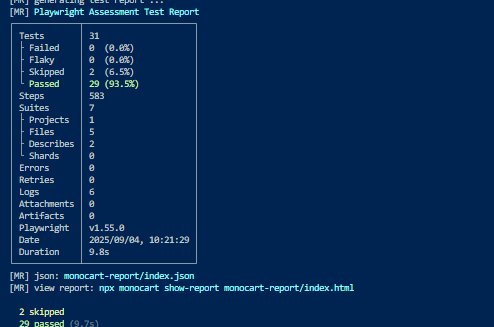 [MR] generating test report ...
[MR] Playwright Assessment Test Report
Tests 31
├ Failed 0 (0.0%)
├ Flaky 0 (0.0%)
├ Skipped 2 (6.5%)
└ Passed 29 (93.5%)
Steps 583
Suites 7
├ Projects 1
├ Files 5
├ Describes 2
└ Shards 0
Errors 0
Retries 0
Logs 6
Attachments 0
Artifacts 0
Playwright v1.55.0
Date 2025/09/04, 10:21:29
Duration 9.8s
[MR] json: monocart-report/index.json
[MR] view report: npx monocart show-report monocart-report/index.html
2 skipped
29 passed (9.7s)